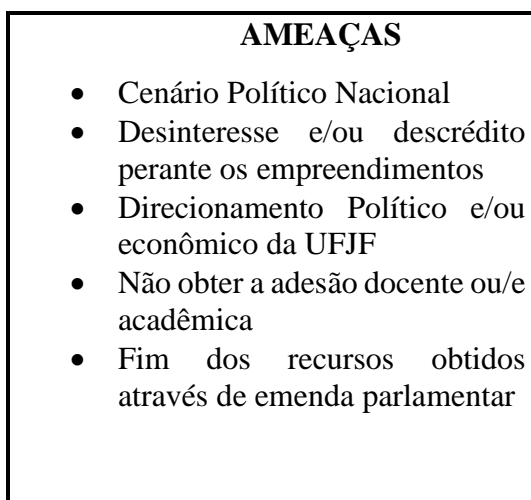 AMEAÇAS
• Cenário Político Nacional
• Desinteresse e/ou descrédito
perante os empreendimentos
• Direcionamento Político e/ou
econômico da UFJF
• Não obter a adesão docente ou/e
acadêmica
• Fim dos recursos obtidos
através de emenda parlamentar